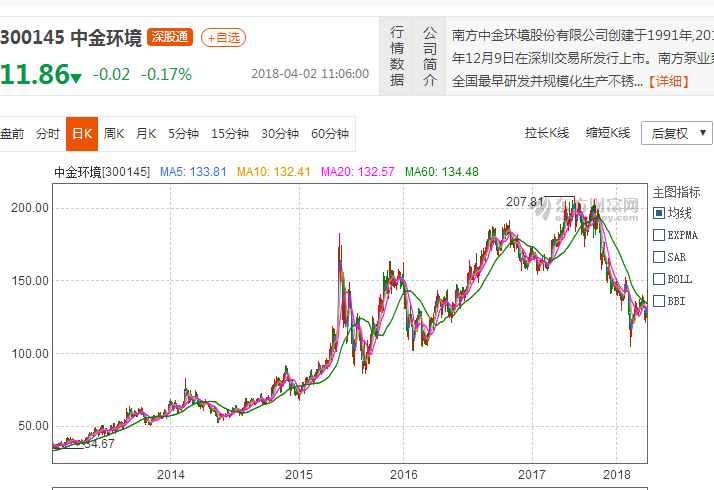 300145 中金环境 深股通 +自选
11.86▼ -0.02 -0.17% 2018-04-02 11:06:00
行情数据
公司简介
南方中金环境股份有限公司创建于1991年,201
年12月9日在深圳交易所发行上市。南方泵业系
全国最早研发并规模化生产不锈...【详细】
盘前 分时 日K 周K 月K 5分钟 15分钟 30分钟 60分钟 拉长K线 缩短K线 后复权 ▼
中金环境[300145] MA5: 133.81 MA10: 132.41 MA20: 132.57 MA60: 134.48
主图指标
均线
EXPMA
SAR
BOLL
BBI
207.81
东方财富网
eastmoney.com
200.00
150.00
100.00
50.00
34.67
2014 2015 2016 2017 2018